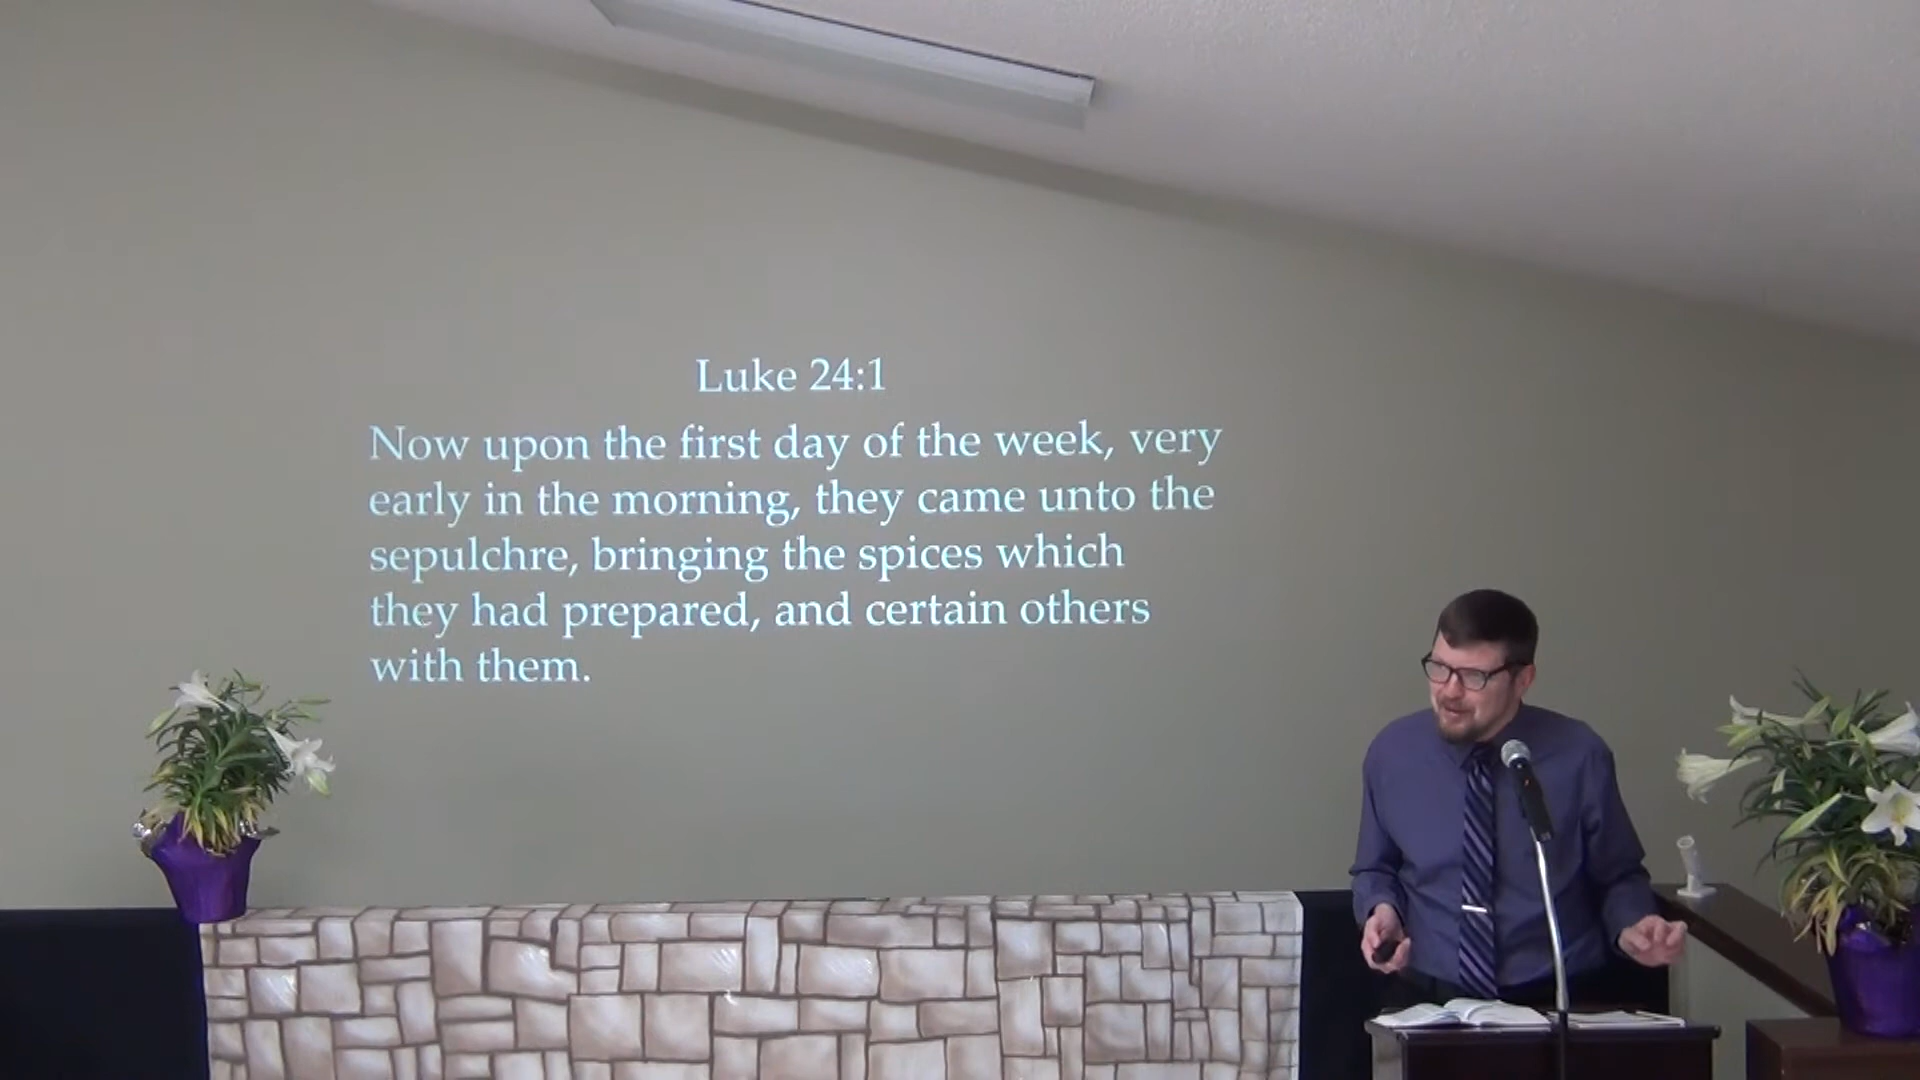 Luke 24:1
Now upon the first day of the week, very
early in the morning, they came unto the
sepulchre, bringing the spices which
they had prepared, and certain others
with them.